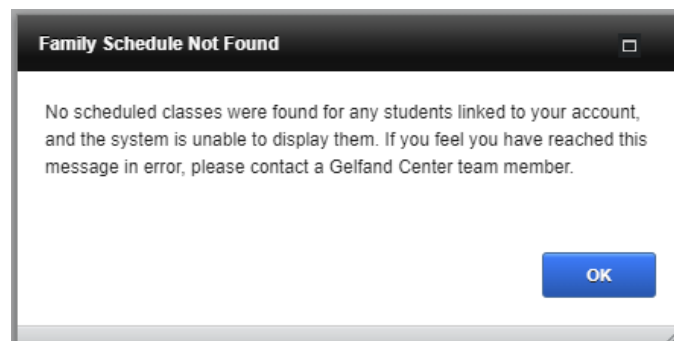 Family Schedule Not Found
No scheduled classes were found for any students linked to your account,
and the system is unable to display them. If you feel you have reached this
message in error, please contact a Gelfand Center team member.
OK